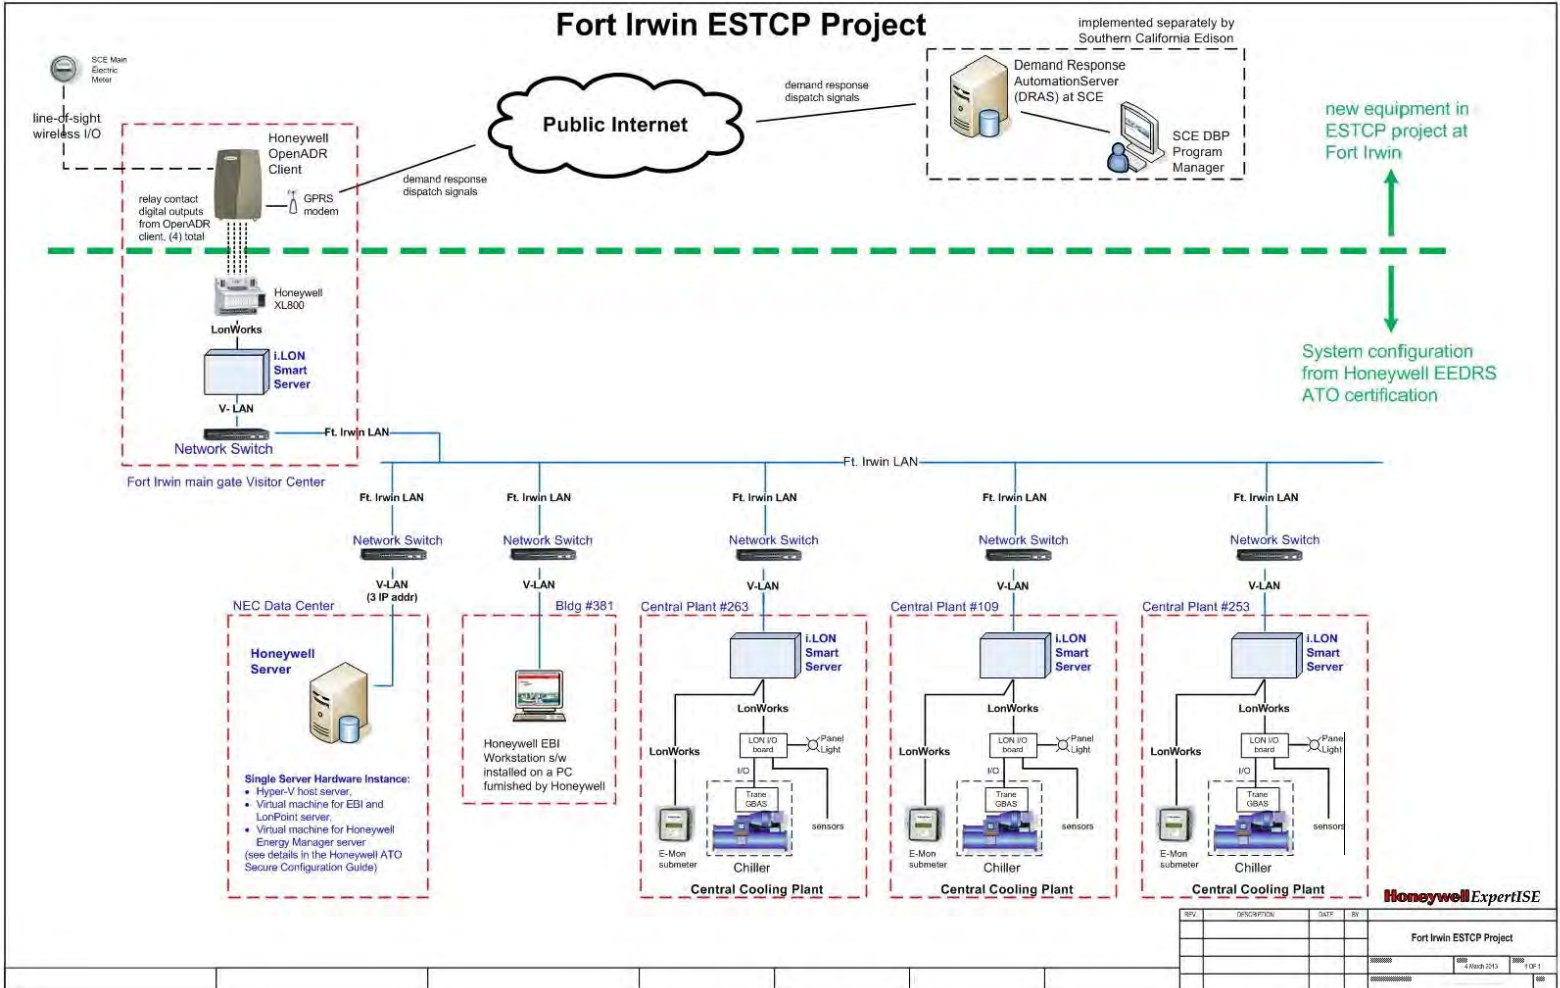 Fort Irwin ESTCP Project
implemented separately by
Southern California Edison
SCE Main
Electric
Meter
line-of-sight
wireless I/O
Honeywell
OpenADR
Client
GPRS
modem
relay contact
digital outputs
from OpenADR
client, (4) total
demand response
dispatch signals
Public Internet
demand response
dispatch signals
Demand Response
AutomationServer
(DRAS) at SCE
SCE DBP
Program
Manager
new equipment in
ESTCP project at
Fort Irwin
System configuration
from Honeywell EEDRS
ATO certification
Honeywell
XL800
LonWorks
i.LON
Smart
Server
V- LAN
Network Switch
Ft. Irwin LAN
Fort Irwin main gate Visitor Center
Ft. Irwin LAN
Ft. Irwin LAN
Ft. Irwin LAN
Ft. Irwin LAN
Ft. Irwin LAN
Ft. Irwin LAN
Network Switch
Network Switch
Network Switch
Network Switch
Network Switch
V-LAN
(3 IP addr)
V-LAN
V-LAN
V-LAN
V-LAN
NEC Data Center
Honeywell
Server
Single Server Hardware Instance:
• Hyper-V host server,
• Virtual machine for EBI and
LonPoint server,
• Virtual machine for Honeywell
Energy Manager server
(see details in the Honeywell ATO
Secure Configuration Guide)
Bldg #381
Honeywell EBI
Workstation s/w
installed on a PC
furnished by Honeywell
Central Plant #263
i.LON
Smart
Server
LonWorks
LonWorks
LON I/O
board
Panel
Light
I/O
Trane
GBAS
sensors
E-Mon
submeter
Chiller
Central Cooling Plant
Central Plant #109
i.LON
Smart
Server
LonWorks
LonWorks
LON I/O
board
Panel
Light
I/O
Trane
GBAS
sensors
E-Mon
submeter
Chiller
Central Cooling Plant
Central Plant #253
i.LON
Smart
Server
LonWorks
LonWorks
LON I/O
board
Pane
Light
I/O
Trane
GBAS
sensors
E-Mon
submeter
Chiller
Central Cooling Plant
Honeywell ExpertISE
REV. DESCRIPTION DATE BY
Fort Irwin ESTCP Project
4 March 2013
1 OF 1